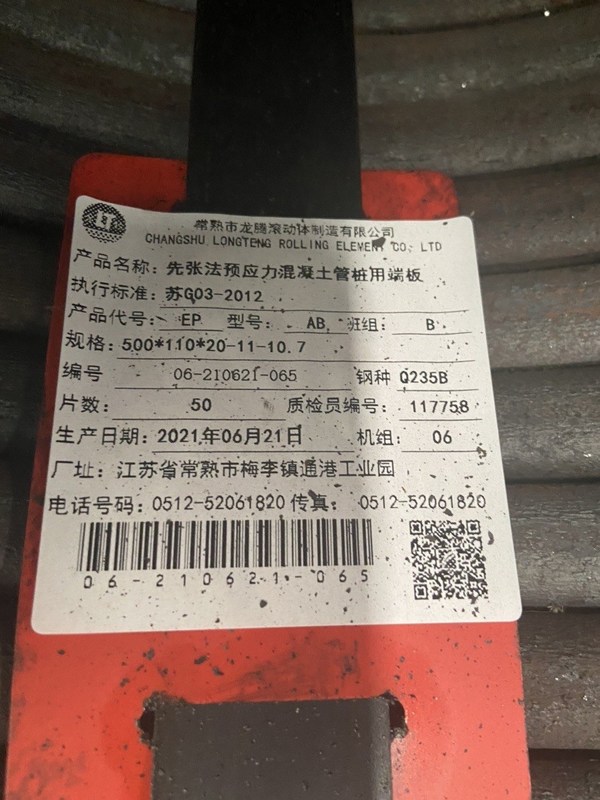 常熟市龙腾滚动体制造有限公司
CHANGSHU LONGTENG ROLLING ELEMENT CO. LTD
产品名称：先张法预应力混凝土管桩用端板
执行标准：苏G03-2012
产品代号： EP 型号： AB 班组： B
规格：500*110*20-11-10.7
编号 06-210621-065 钢种 Q235B
片数： 50 质检员编号： 117758
生产日期：2021年06月21日 机组： 06
厂址：江苏省常熟市梅李镇通港工业园
电话号码：0512-52061820 传真： 0512-52061820
06-210621-065